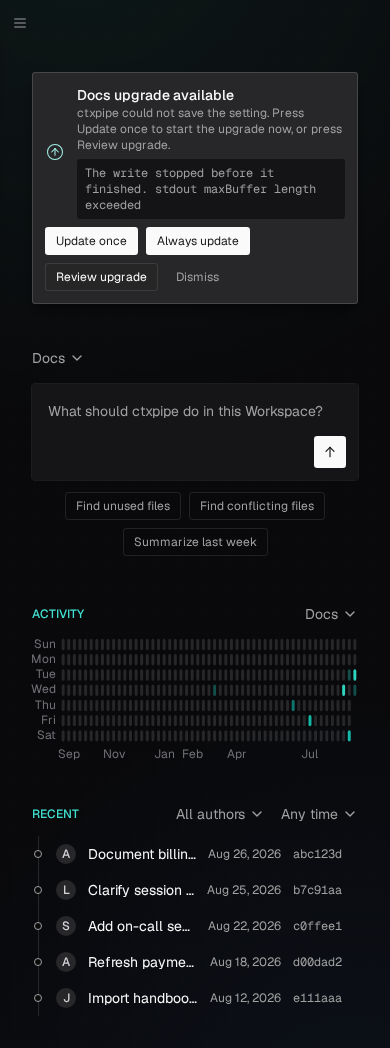 Docs upgrade available
ctxpipe could not save the setting. Press
Update once to start the upgrade now, or press
Review upgrade.
The write stopped before it
finished. stdout maxBuffer length
exceeded
Update once
Always update
Review upgrade
Dismiss
Docs
What should ctxpipe do in this Workspace?
Find unused files
Find conflicting files
Summarize last week
ACTIVITY
Docs
Sun
Mon
Tue
Wed
Thu
Fri
Sat
Sep Nov Jan Feb Apr Jul
RECENT
All authors
Any time
A Document billin... Aug 26, 2026 abc123d
L Clarify session ... Aug 25, 2026 b7c91aa
S Add on-call se... Aug 22, 2026 c0ffee1
A Refresh payme... Aug 18, 2026 d00dad2
J Import handboo... Aug 12, 2026 e111aaa